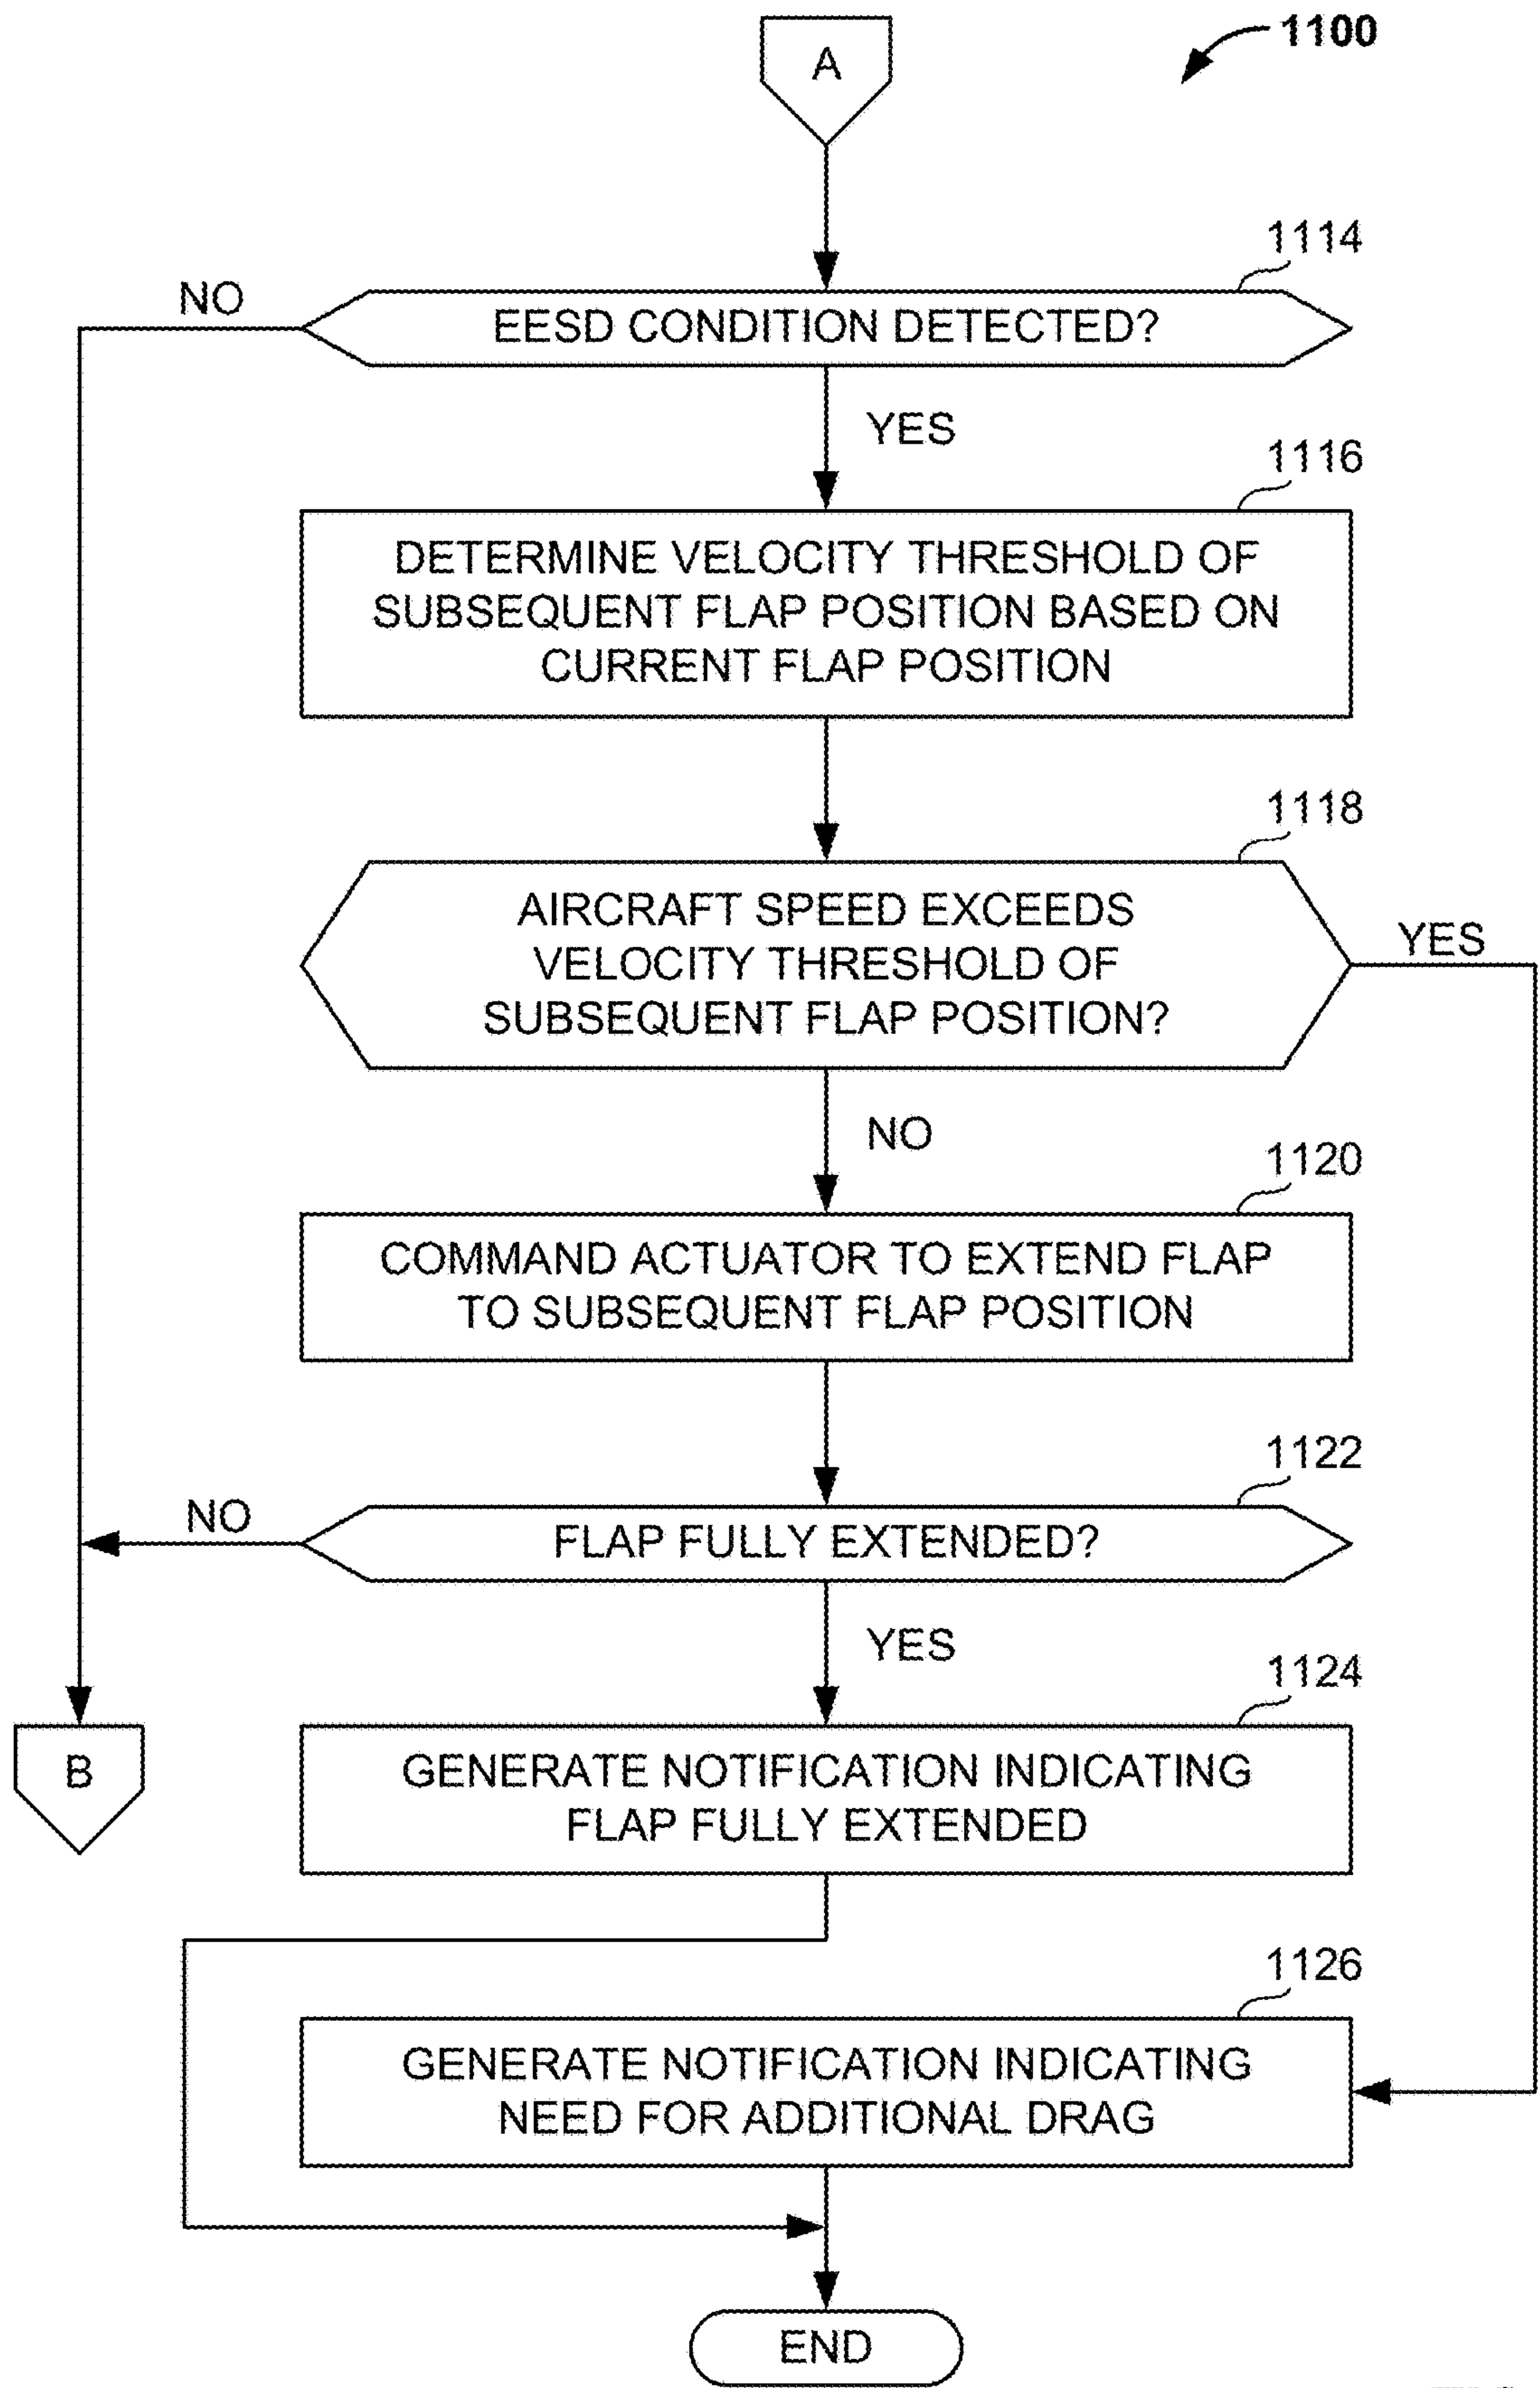 1100
A
1114
NO
EESD CONDITION DETECTED?
YES
1116
DETERMINE VELOCITY THRESHOLD OF
SUBSEQUENT FLAP POSITION BASED ON
CURRENT FLAP POSITION
1118
AIRCRAFT SPEED EXCEEDS
VELOCITY THRESHOLD OF
SUBSEQUENT FLAP POSITION?
YES
NO
1120
COMMAND ACTUATOR TO EXTEND FLAP
TO SUBSEQUENT FLAP POSITION
1122
NO
FLAP FULLY EXTENDED?
YES
1124
B
GENERATE NOTIFICATION INDICATING
FLAP FULLY EXTENDED
1126
GENERATE NOTIFICATION INDICATING
NEED FOR ADDITIONAL DRAG
END